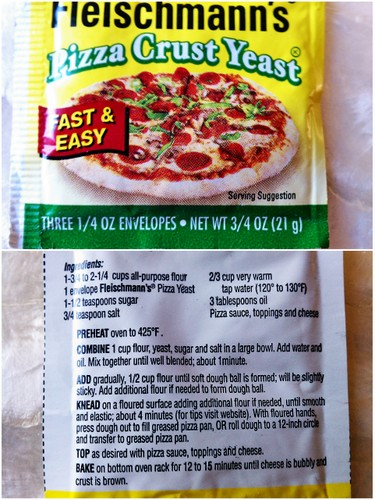 Fleischmann's
Pizza Crust Yeast®
FAST &
EASY
Serving Suggestion
THREE 1/4 OZ ENVELOPES • NET WT 3/4 OZ (21 g)
Ingredients:
1-3/4 to 2-1/4 cups all-purpose flour
1 envelope Fleischmann's® Pizza Yeast
1-1/2 teaspoons sugar
3/4 teaspoon salt
2/3 cup very warm
tap water (120° to 130°F)
3 tablespoons oil
Pizza sauce, toppings and cheese
PREHEAT oven to 425°F.
COMBINE 1 cup flour, yeast, sugar and salt in a large bowl. Add water and
oil. Mix together until well blended; about 1minute.
ADD gradually, 1/2 cup flour until soft dough ball is formed; will be slightly
sticky. Add additional flour if needed to form dough ball.
KNEAD on a floured surface adding additional flour if needed, until smooth
and elastic; about 4 minutes (for tips visit website). With floured hands,
press dough out to fill greased pizza pan, OR roll dough to a 12-inch circle
and transfer to greased pizza pan.
TOP as desired with pizza sauce, toppings and cheese.
BAKE on bottom oven rack for 12 to 15 minutes until cheese is bubbly and
crust is brown.